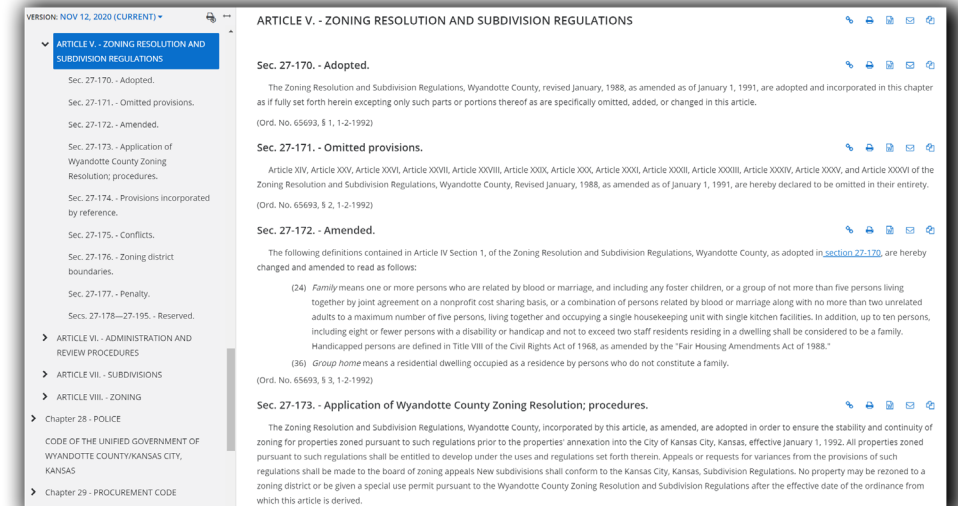 VERSION: NOV 12, 2020 (CURRENT)
ARTICLE V. - ZONING RESOLUTION AND
SUBDIVISION REGULATIONS
Sec. 27-170. - Adopted.
Sec. 27-171. - Omitted provisions.
Sec. 27-172. - Amended.
Sec. 27-173. - Application of
Wyandotte County Zoning
Resolution; procedures.
Sec. 27-174. - Provisions incorporated
by reference.
Sec. 27-175. - Conflicts.
Sec. 27-176. - Zoning district
boundaries.
Sec. 27-177. - Penalty.
Secs. 27-178—27-195. - Reserved.
ARTICLE VI. - ADMINISTRATION AND
REVIEW PROCEDURES
ARTICLE VII. - SUBDIVISIONS
ARTICLE VIII. - ZONING
Chapter 28 - POLICE
CODE OF THE UNIFIED GOVERNMENT OF
WYANDOTTE COUNTY/KANSAS CITY,
KANSAS
Chapter 29 - PROCUREMENT CODE
ARTICLE V. - ZONING RESOLUTION AND SUBDIVISION REGULATIONS
Sec. 27-170. - Adopted.
The Zoning Resolution and Subdivision Regulations, Wyandotte County, revised January, 1988, as amended as of January 1, 1991, are adopted and incorporated in this chapter
as if fully set forth herein excepting only such parts or portions thereof as are specifically omitted, added, or changed in this article.
(Ord. No. 65693, § 1, 1-2-1992)
Sec. 27-171. - Omitted provisions.
Article XIV, Article XXV, Article XXVI, Article XXVII, Article XXVIII, Article XXIX, Article XXX, Article XXXI, Article XXXII, Article XXXIII, Article XXXIV, Article XXXV, and Article XXXVI of the
Zoning Resolution and Subdivision Regulations, Wyandotte County, Revised January, 1988, as amended as of January 1, 1991, are hereby declared to be omitted in their entirety.
(Ord. No. 65693, § 2, 1-2-1992)
Sec. 27-172. - Amended.
The following definitions contained in Article IV Section 1, of the Zoning Resolution and Subdivision Regulations, Wyandotte County, as adopted in section 27-170, are hereby
changed and amended to read as follows:
(24) Family means one or more persons who are related by blood or marriage, and including any foster children, or a group of not more than five persons living
together by joint agreement on a nonprofit cost sharing basis, or a combination of persons related by blood or marriage along with no more than two unrelated
adults to a maximum number of five persons, living together and occupying a single housekeeping unit with single kitchen facilities. In addition, up to ten persons,
including eight or fewer persons with a disability or handicap and not to exceed two staff residents residing in a dwelling shall be considered to be a family.
Handicapped persons are defined in Title VIII of the Civil Rights Act of 1968, as amended by the "Fair Housing Amendments Act of 1988."
(36) Group home means a residential dwelling occupied as a residence by persons who do not constitute a family.
(Ord. No. 65693, § 3, 1-2-1992)
Sec. 27-173. - Application of Wyandotte County Zoning Resolution; procedures.
The Zoning Resolution and Subdivision Regulations, Wyandotte County, incorporated by this article, as amended, are adopted in order to ensure the stability and continuity of
zoning for properties zoned pursuant to such regulations prior to the properties' annexation into the City of Kansas City, Kansas, effective January 1, 1992. All properties zoned
pursuant to such regulations shall be entitled to develop under the uses and regulations set forth therein. Appeals or requests for variances from the provisions of such
regulations shall be made to the board of zoning appeals New subdivisions shall conform to the Kansas City, Kansas, Subdivision Regulations. No property may be rezoned to a
zoning district or be given a special use permit pursuant to the Wyandotte County Zoning Resolution and Subdivision Regulations after the effective date of the ordinance from
which this article is derived.